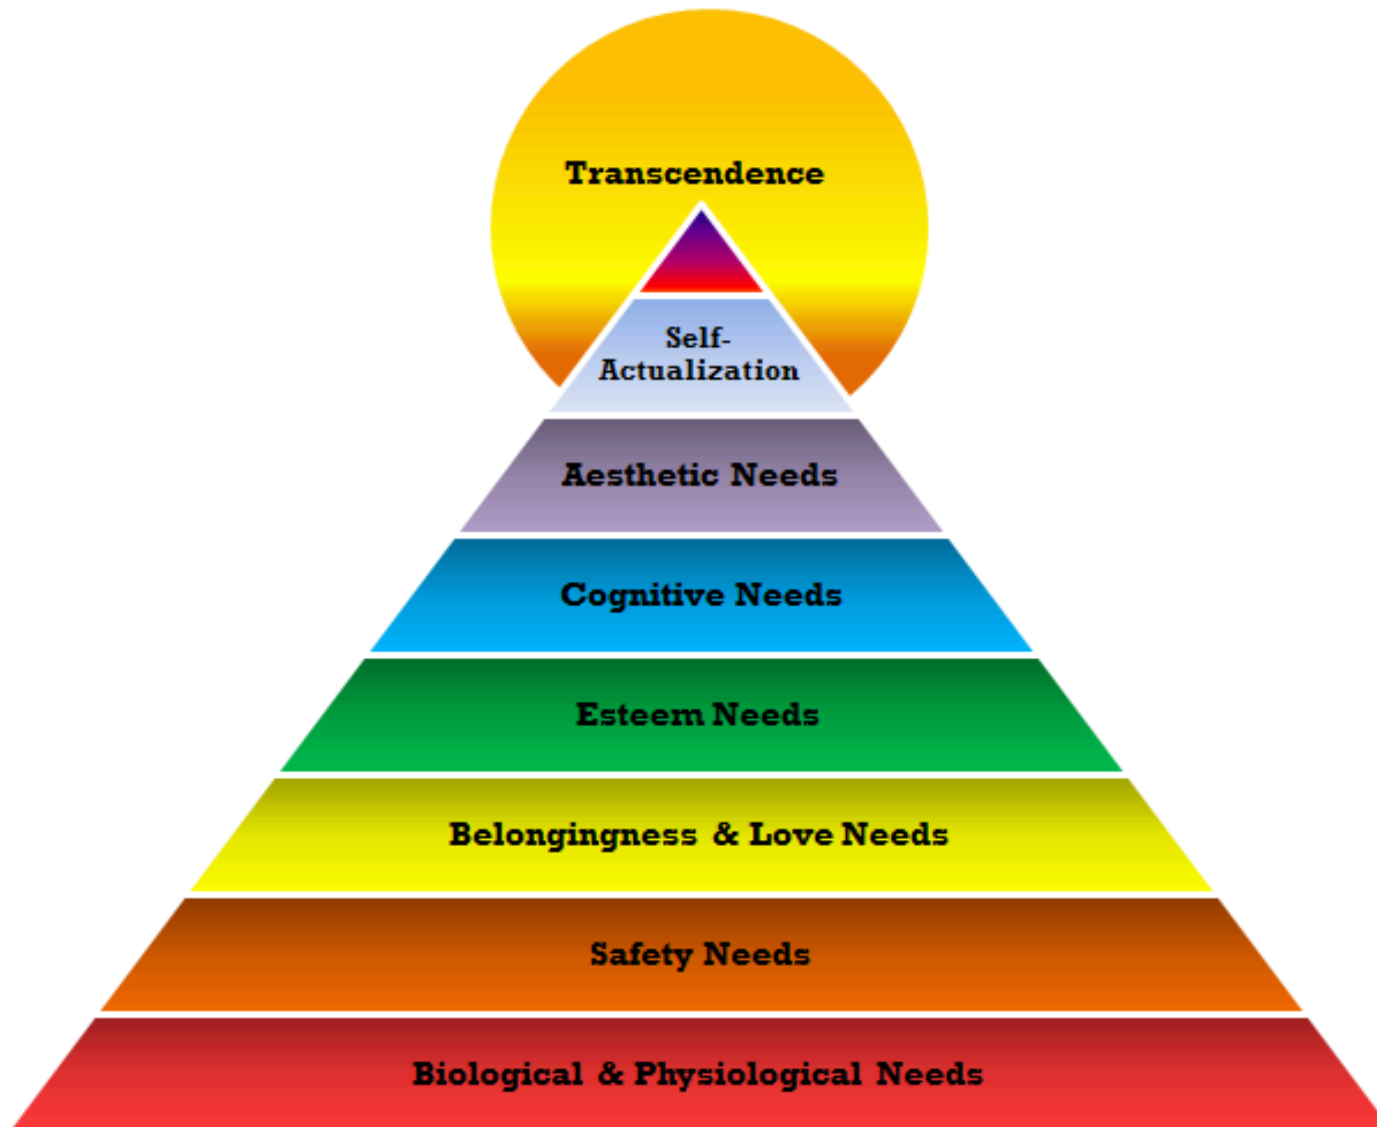 Transcendence
Self-
Actualization
Aesthetic Needs
Cognitive Needs
Esteem Needs
Belongingness & Love Needs
Safety Needs
Biological & Physiological Needs